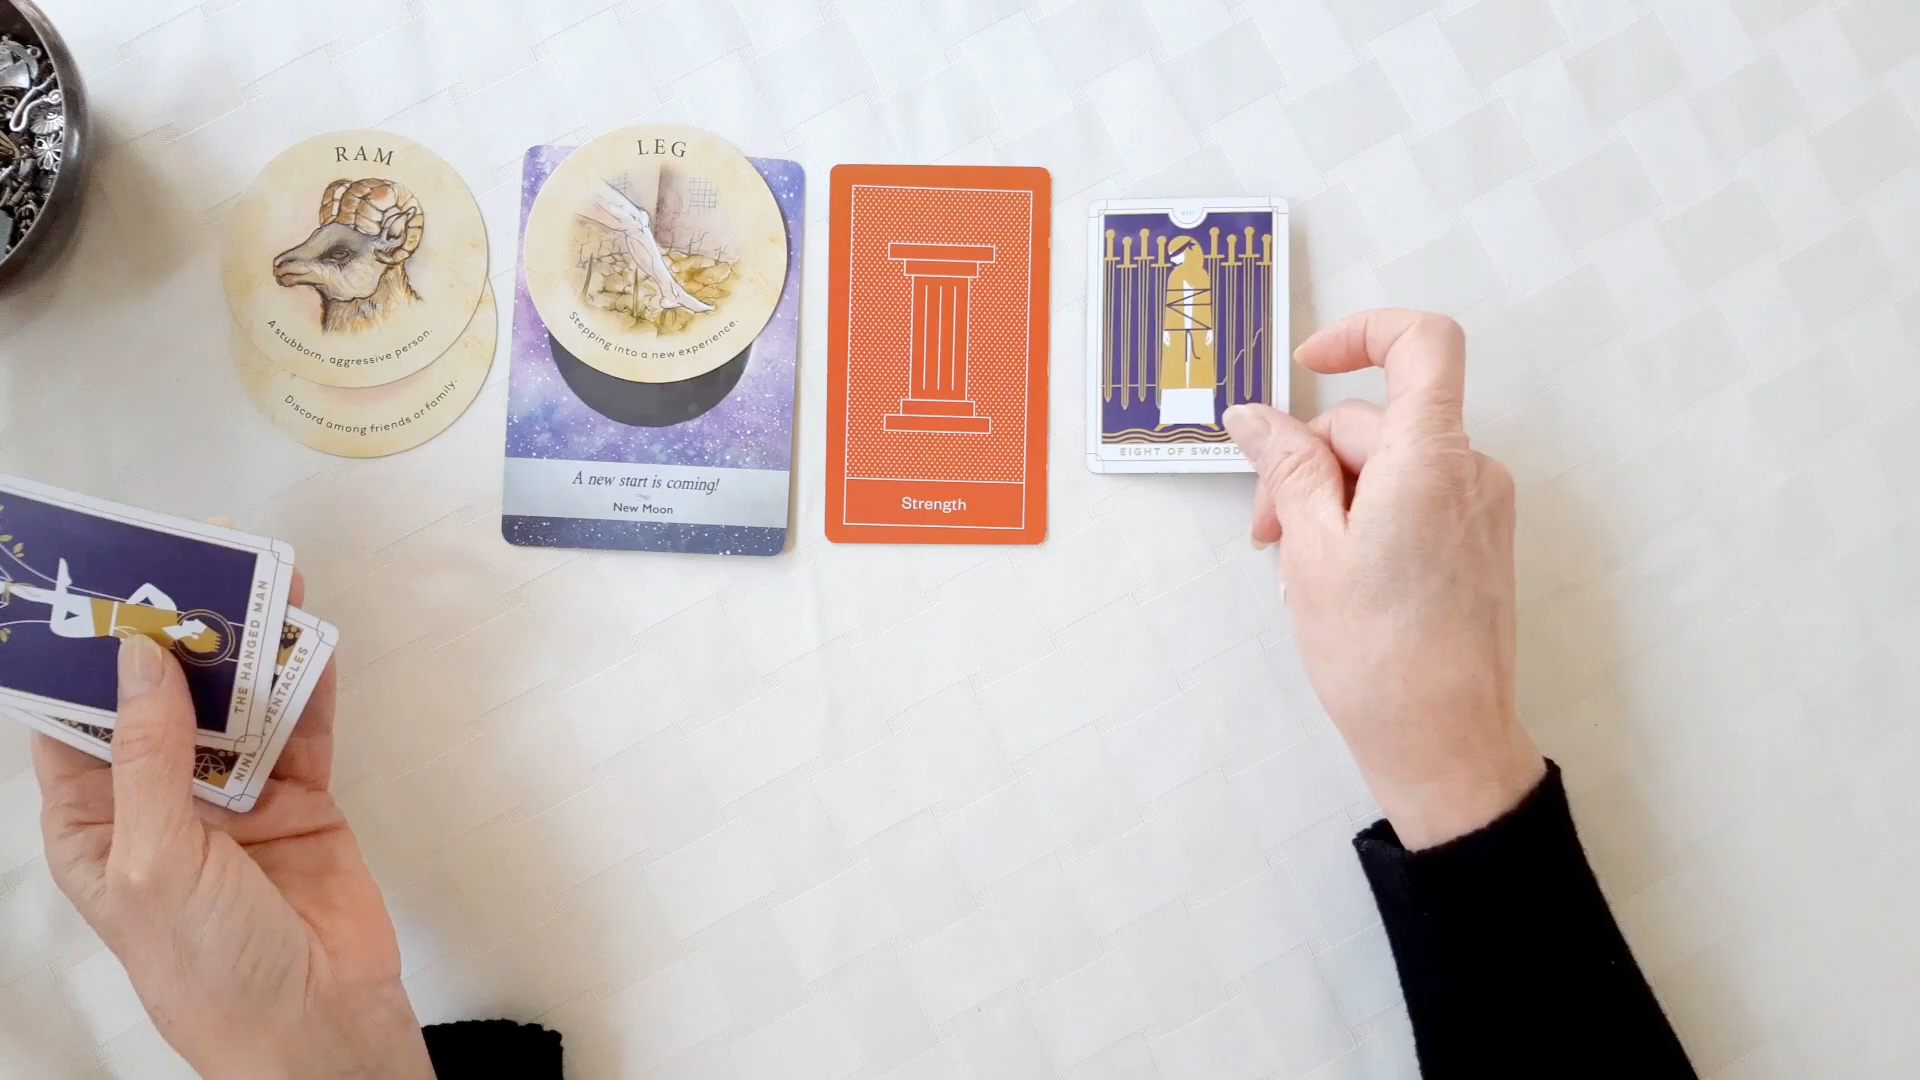 RAM
A stubborn, aggressive person.
Discord among friends or family.
LEG
Stepping into a new experience.
A new start is coming!
New Moon
Strength
VIII
EIGHT OF SWORD
THE HANGED MAN
NINE PENTACLES